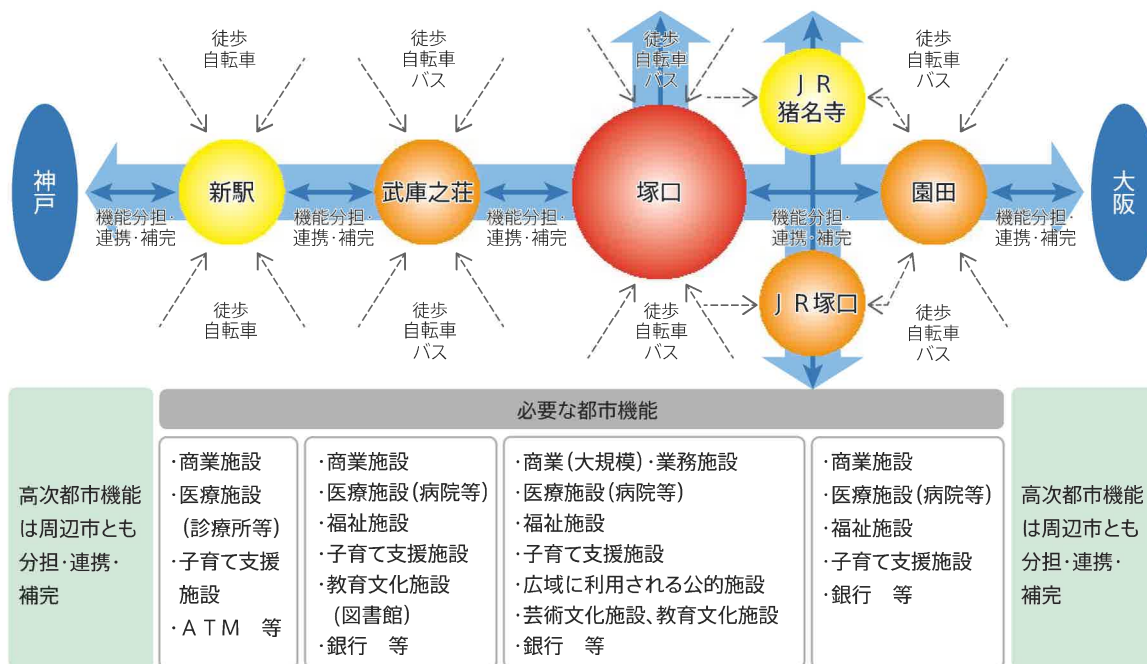 徒歩
自転車
徒歩
自転車
バス
徒歩
自転車
バス
徒歩
自転車
バス
ＪＲ
猪名寺
神戸
新駅
武庫之荘
塚口
園田
大阪
機能分担・
連携・補完
機能分担・
連携・補完
機能分担・
連携・補完
機能分担・
連携・補完
機能分担・
連携・補完
ＪＲ塚口
徒歩
自転車
徒歩
自転車
バス
徒歩
自転車
バス
徒歩
自転車
バス
必要な都市機能
高次都市機能
は周辺市とも
分担・連携・
補完
・商業施設
・医療施設
(診療所等)
・子育て支援
施設
・ＡＴＭ　等
・商業施設
・医療施設(病院等)
・福祉施設
・子育て支援施設
・教育文化施設
(図書館)
・銀行　等
・商業(大規模)・業務施設
・医療施設(病院等)
・福祉施設
・子育て支援施設
・広域に利用される公的施設
・芸術文化施設、教育文化施設
・銀行　等
・商業施設
・医療施設(病院等)
・福祉施設
・子育て支援施設
・銀行　等
高次都市機能
は周辺市とも
分担・連携・
補完